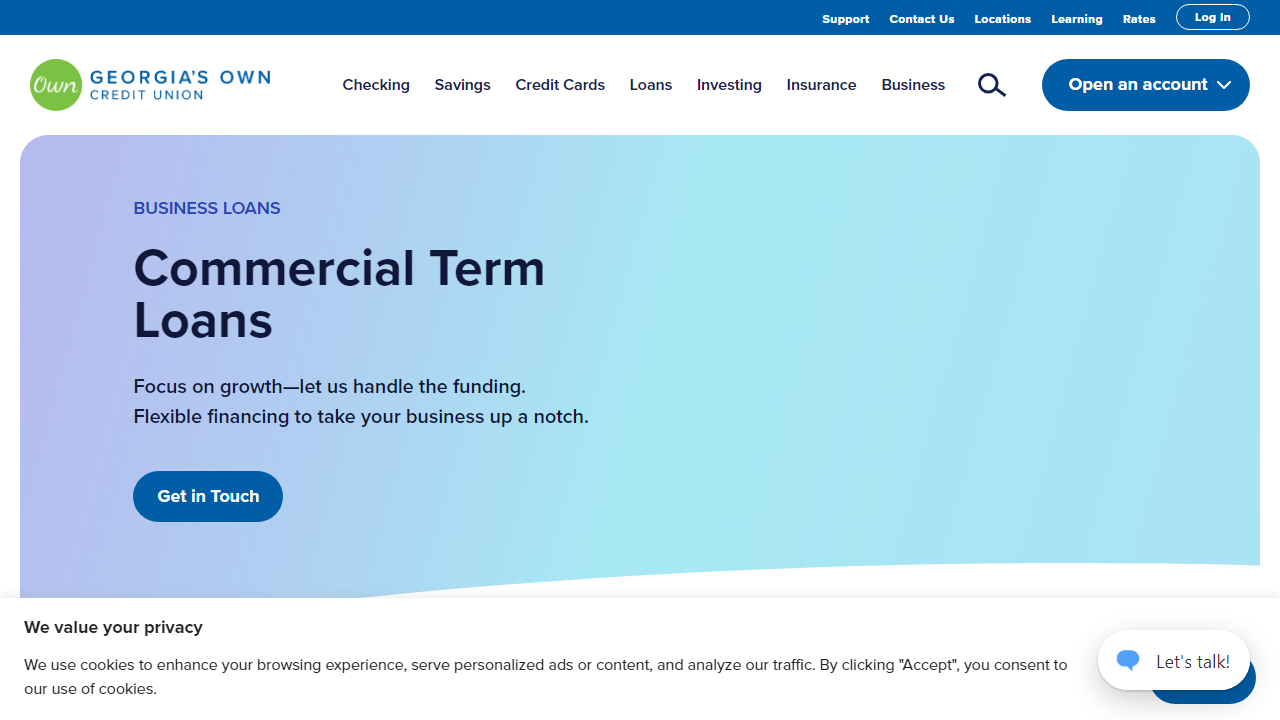 Support Contact Us Locations Learning Rates Log In
Own GEORGIA'S OWN
CREDIT UNION
Checking Savings Credit Cards Loans Investing Insurance Business Open an account
BUSINESS LOANS
Commercial Term
Loans
Focus on growth—let us handle the funding.
Flexible financing to take your business up a notch.
Get in Touch
We value your privacy
We use cookies to enhance your browsing experience, serve personalized ads or content, and analyze our traffic. By clicking "Accept", you consent to
our use of cookies.
Let's talk!